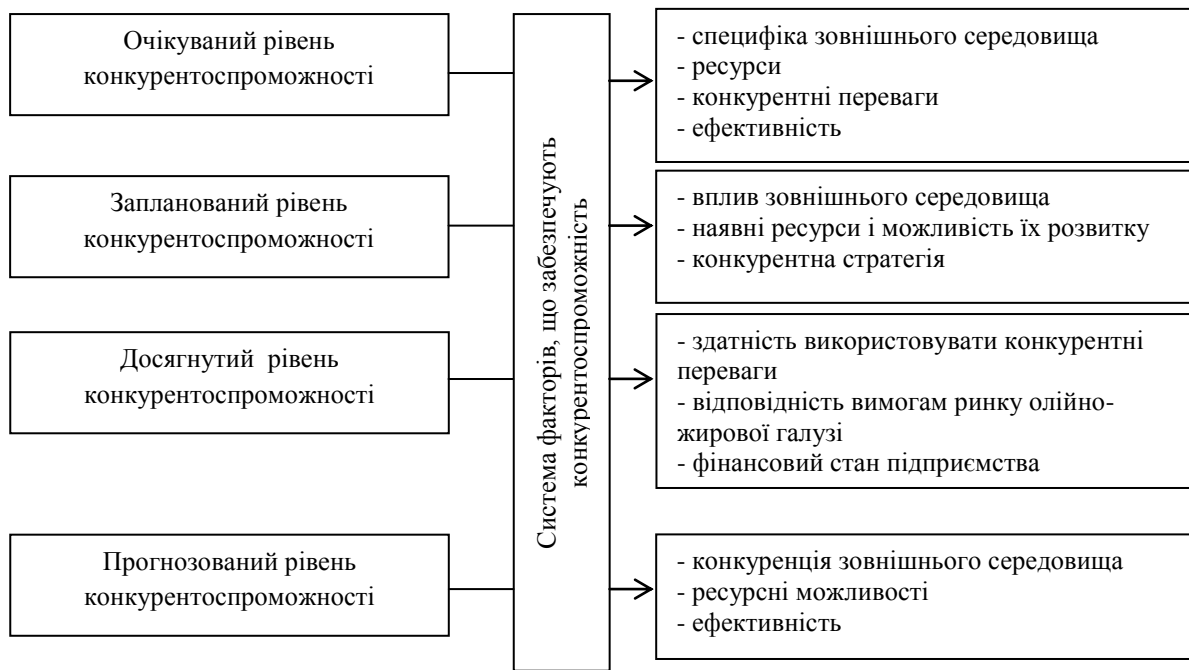 Очікуваний рівень
конкурентоспроможності
Запланований рівень
конкурентоспроможності
Досягнутий рівень
конкурентоспроможності
Прогнозований рівень
конкурентоспроможності
Система факторів, що забезпечують
конкурентоспроможність
- специфіка зовнішнього середовища
- ресурси
- конкурентні переваги
- ефективність
- вплив зовнішнього середовища
- наявні ресурси і можливість їх розвитку
- конкурентна стратегія
- здатність використовувати конкурентні
переваги
- відповідність вимогам ринку олійно-
жирової галузі
- фінансовий стан підприємства
- конкуренція зовнішнього середовища
- ресурсні можливості
- ефективність